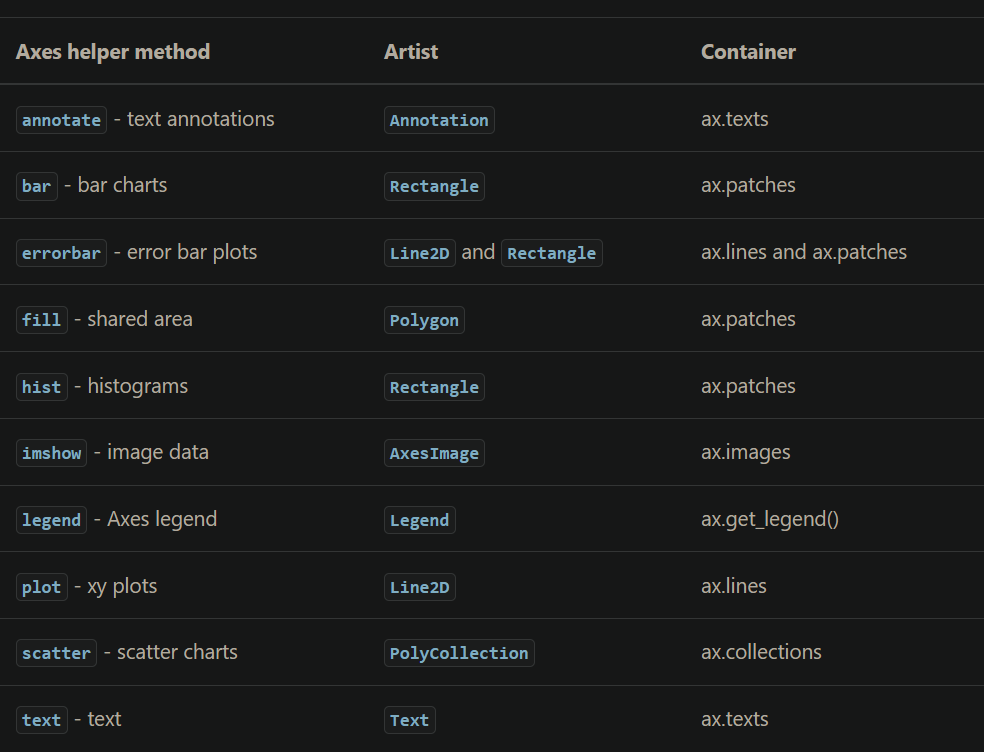 Axes helper method Artist Container
annotate - text annotations Annotation ax.texts
bar - bar charts Rectangle ax.patches
errorbar - error bar plots Line2D and Rectangle ax.lines and ax.patches
fill - shared area Polygon ax.patches
hist - histograms Rectangle ax.patches
imshow - image data AxesImage ax.images
legend - Axes legend Legend ax.get_legend()
plot - xy plots Line2D ax.lines
scatter - scatter charts PolyCollection ax.collections
text - text Text ax.texts